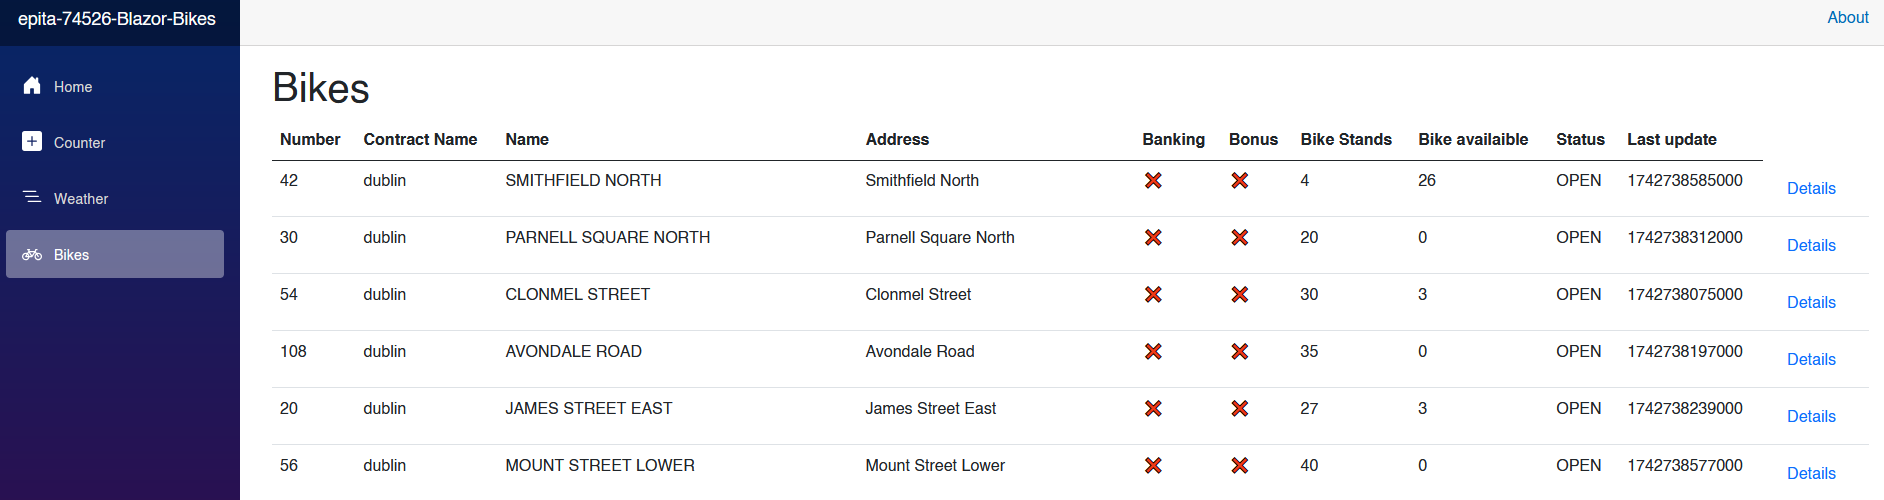 epita-74526-Blazor-Bikes
About
Home
Counter
Weather
Bikes
Bikes
Number Contract Name Name Address Banking Bonus Bike Stands Bike availaible Status Last update
42 dublin SMITHFIELD NORTH Smithfield North 4 26 OPEN 1742738585000 Details
30 dublin PARNELL SQUARE NORTH Parnell Square North 20 0 OPEN 1742738312000 Details
54 dublin CLONMEL STREET Clonmel Street 30 3 OPEN 1742738075000 Details
108 dublin AVONDALE ROAD Avondale Road 35 0 OPEN 1742738197000 Details
20 dublin JAMES STREET EAST James Street East 27 3 OPEN 1742738239000 Details
56 dublin MOUNT STREET LOWER Mount Street Lower 40 0 OPEN 1742738577000 Details